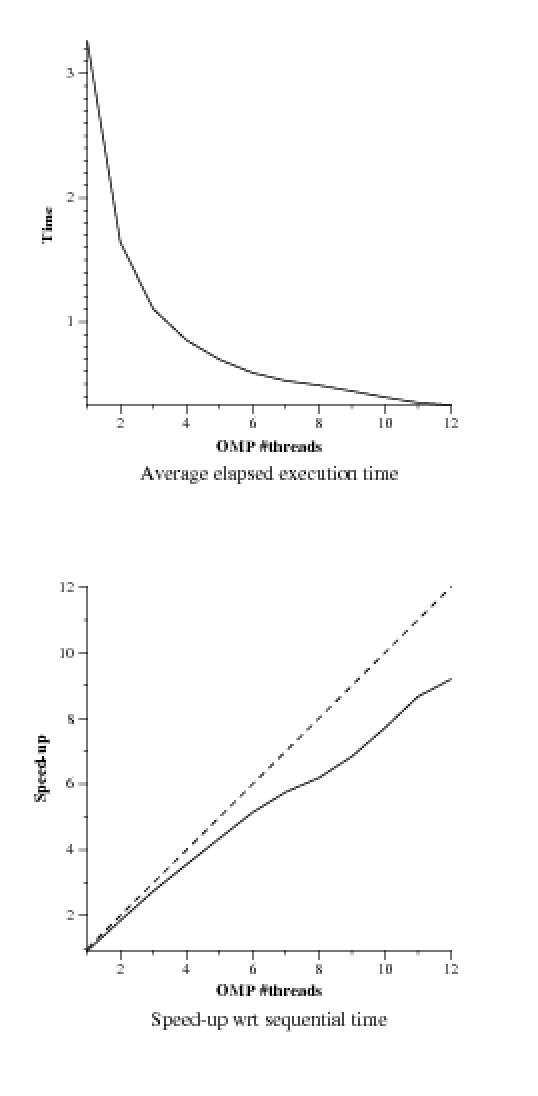 3
2
1
Time
2 4 6 8 10 12
OMP #threads
Average elapsed execution time
12
10
8
6
4
2
Speed-up
2 4 6 8 10 12
OMP #threads
Speed-up wrt sequential time